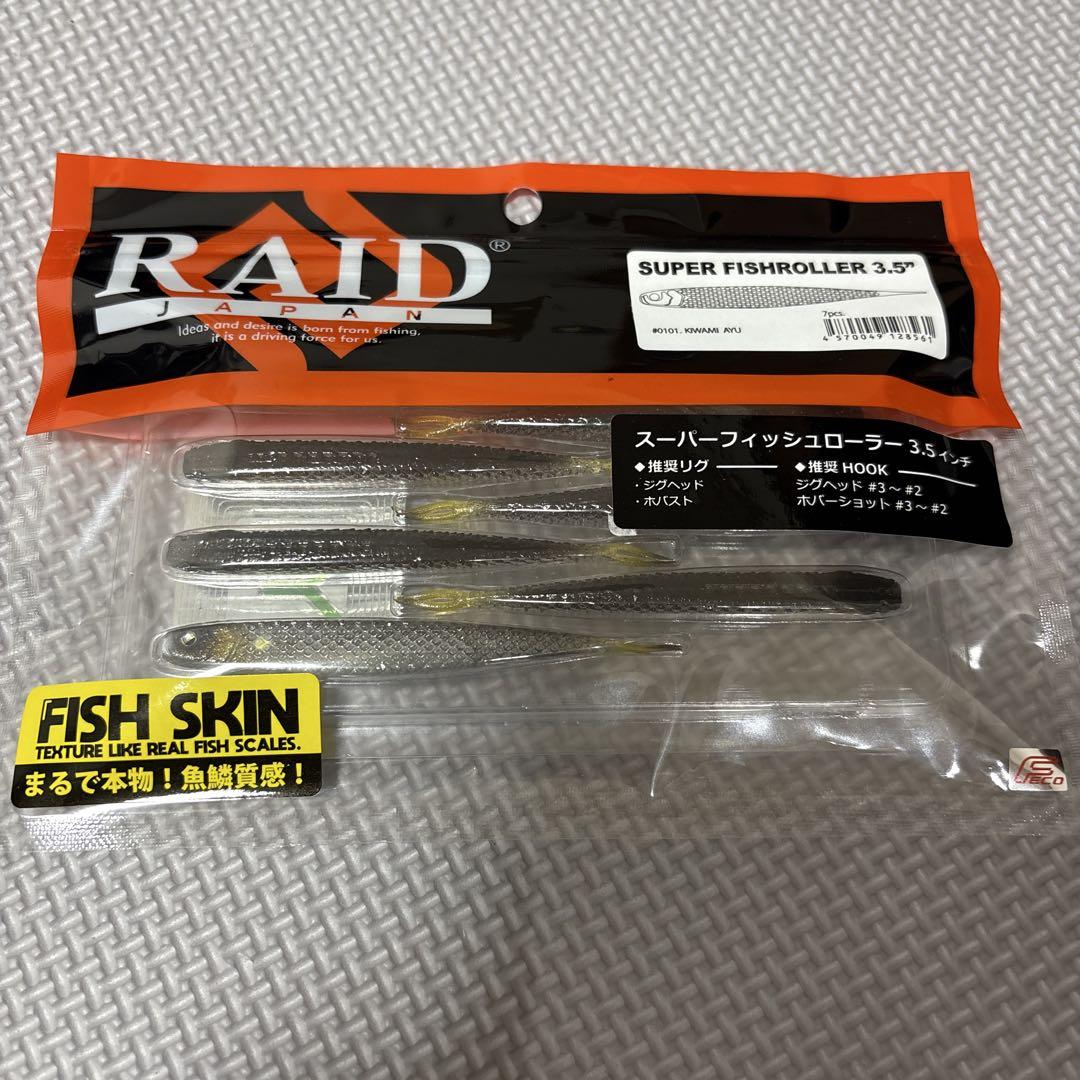 RAID®
JAPAN
Ideas and desire is born from fishing,
it is a driving force for us.
SUPER FISHROLLER 3.5”
7pcs.
#0101. KIWAMI AYU
4 570049 128561
スーパーフィッシュローラー 3.5インチ
◆推奨リグ
・ジグヘッド
・ホバスト
◆推奨 HOOK
ジグヘッド #3～#2
ホバーショット #3～#2
FISH SKIN
TEXTURE LIKE REAL FISH SCALES.
まるで本物！魚鱗質感！